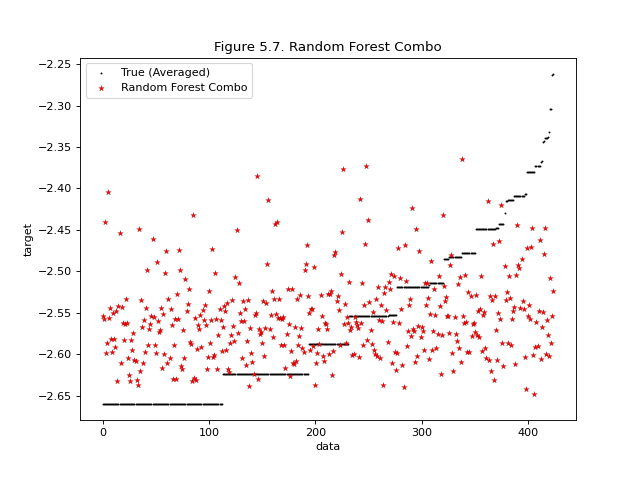 Figure 5.7. Random Forest Combo
True (Averaged)
Random Forest Combo
target
−2.25
−2.30
−2.35
−2.40
−2.45
−2.50
−2.55
−2.60
−2.65
0 100 200 300 400
data